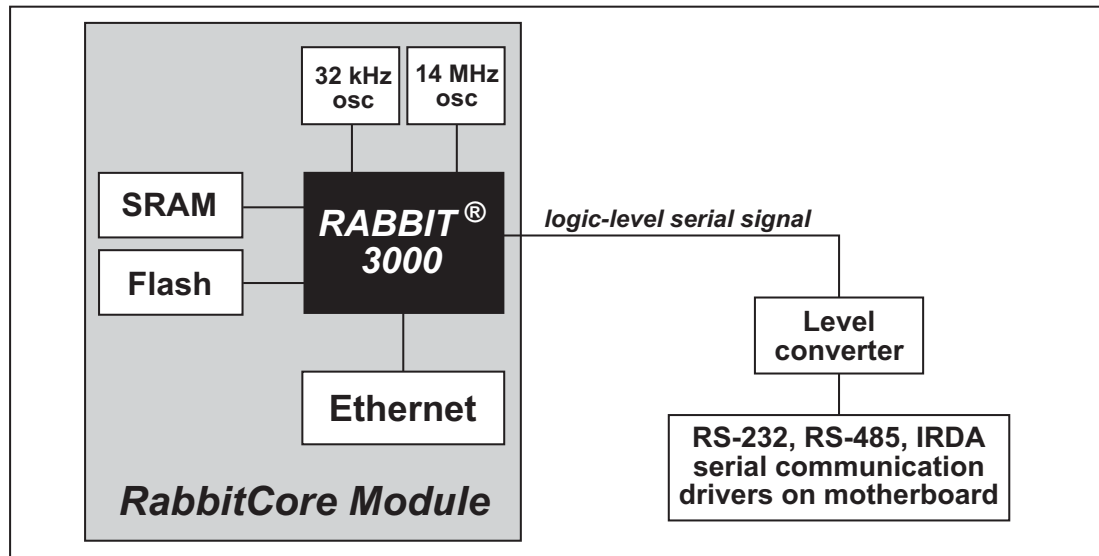 32 kHz
osc
14 MHz
osc
SRAM
RABBIT®
3000
logic-level serial signal
Flash
Level
converter
Ethernet
RS-232, RS-485, IRDA
serial communication
drivers on motherboard
RabbitCore Module